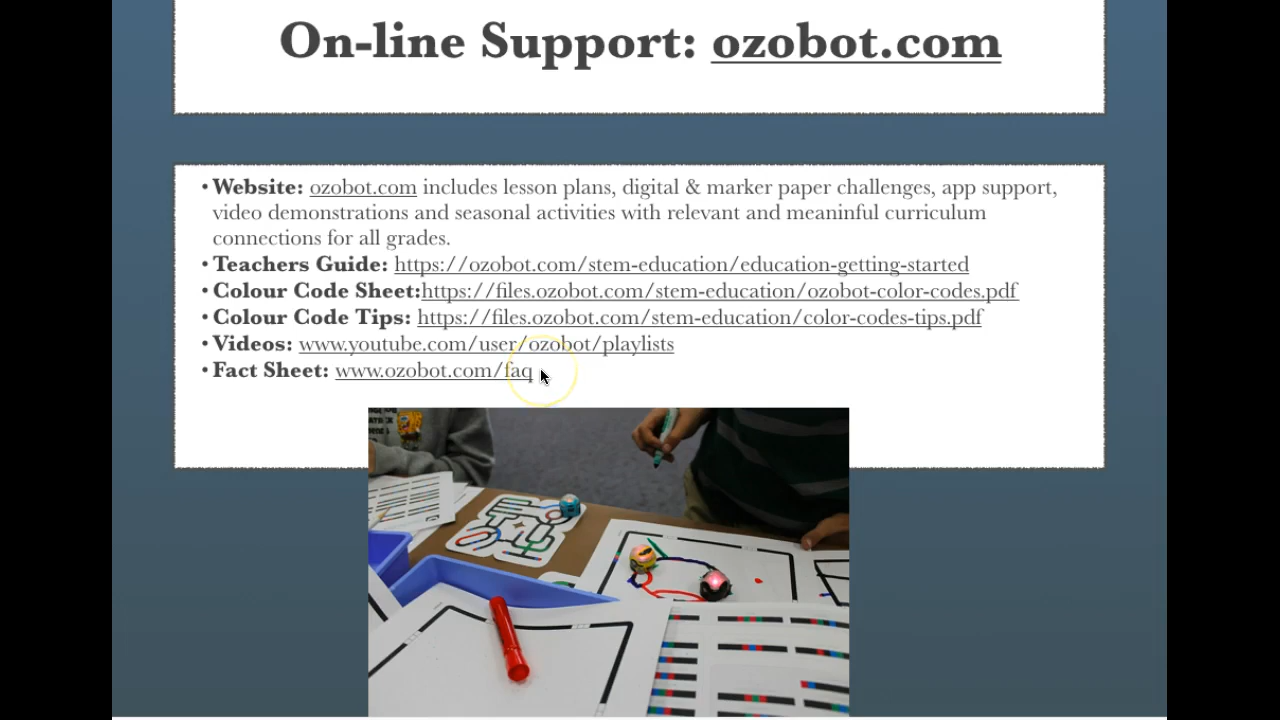 On-line Support: ozobot.com
• Website: ozobot.com includes lesson plans, digital & marker paper challenges, app support,
video demonstrations and seasonal activities with relevant and meaninful curriculum
connections for all grades.
• Teachers Guide: https://ozobot.com/stem-education/education-getting-started
• Colour Code Sheet:https://files.ozobot.com/stem-education/ozobot-color-codes.pdf
• Colour Code Tips: https://files.ozobot.com/stem-education/color-codes-tips.pdf
• Videos: www.youtube.com/user/ozobot/playlists
• Fact Sheet: www.ozobot.com/faq